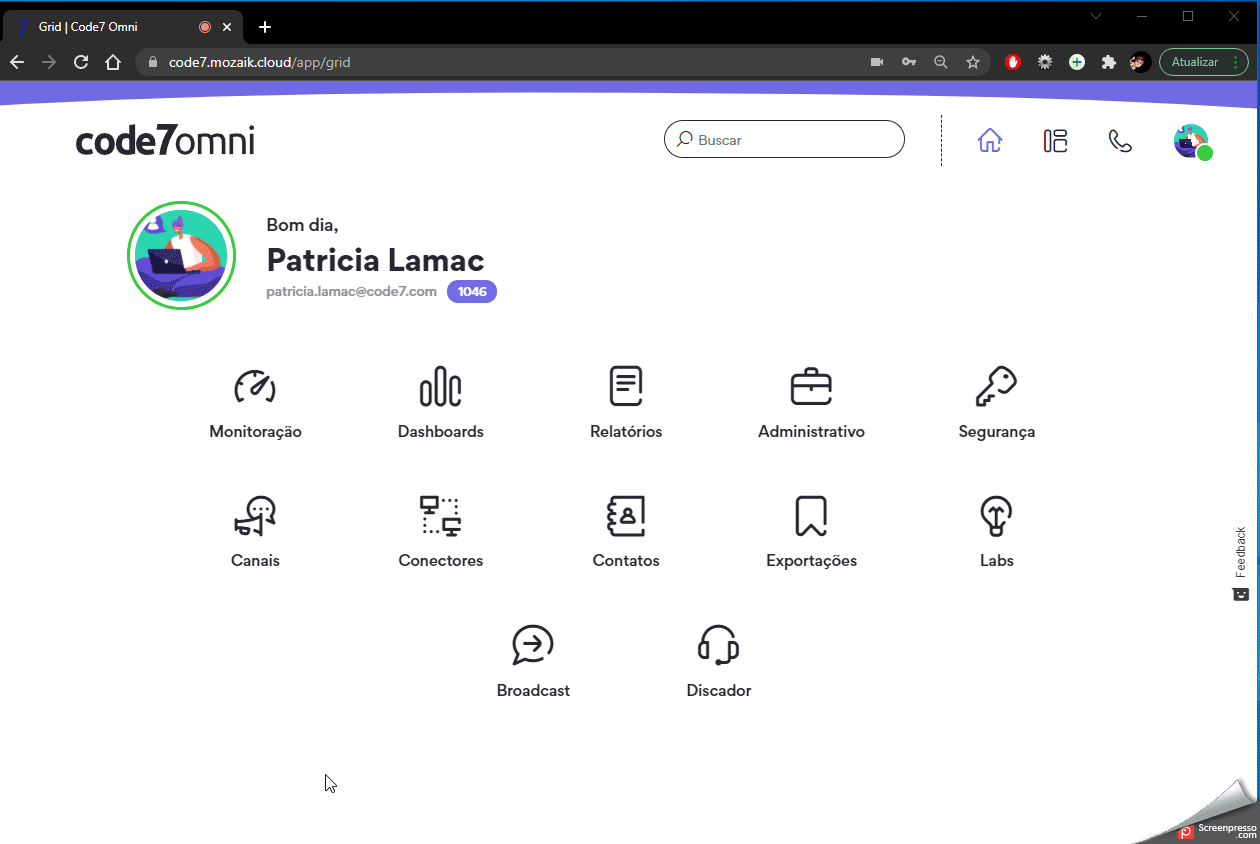 Grid | Code7 Omni
code7.mozaik.cloud/app/grid
Atualizar
code7omni
Buscar
Bom dia,
Patricia Lamac
patricia.lamac@code7.com 1046
Monitoração Dashboards Relatórios Administrativo Segurança
Canais Conectores Contatos Exportações Labs
Broadcast Discador
Feedback
Screenpresso
.com